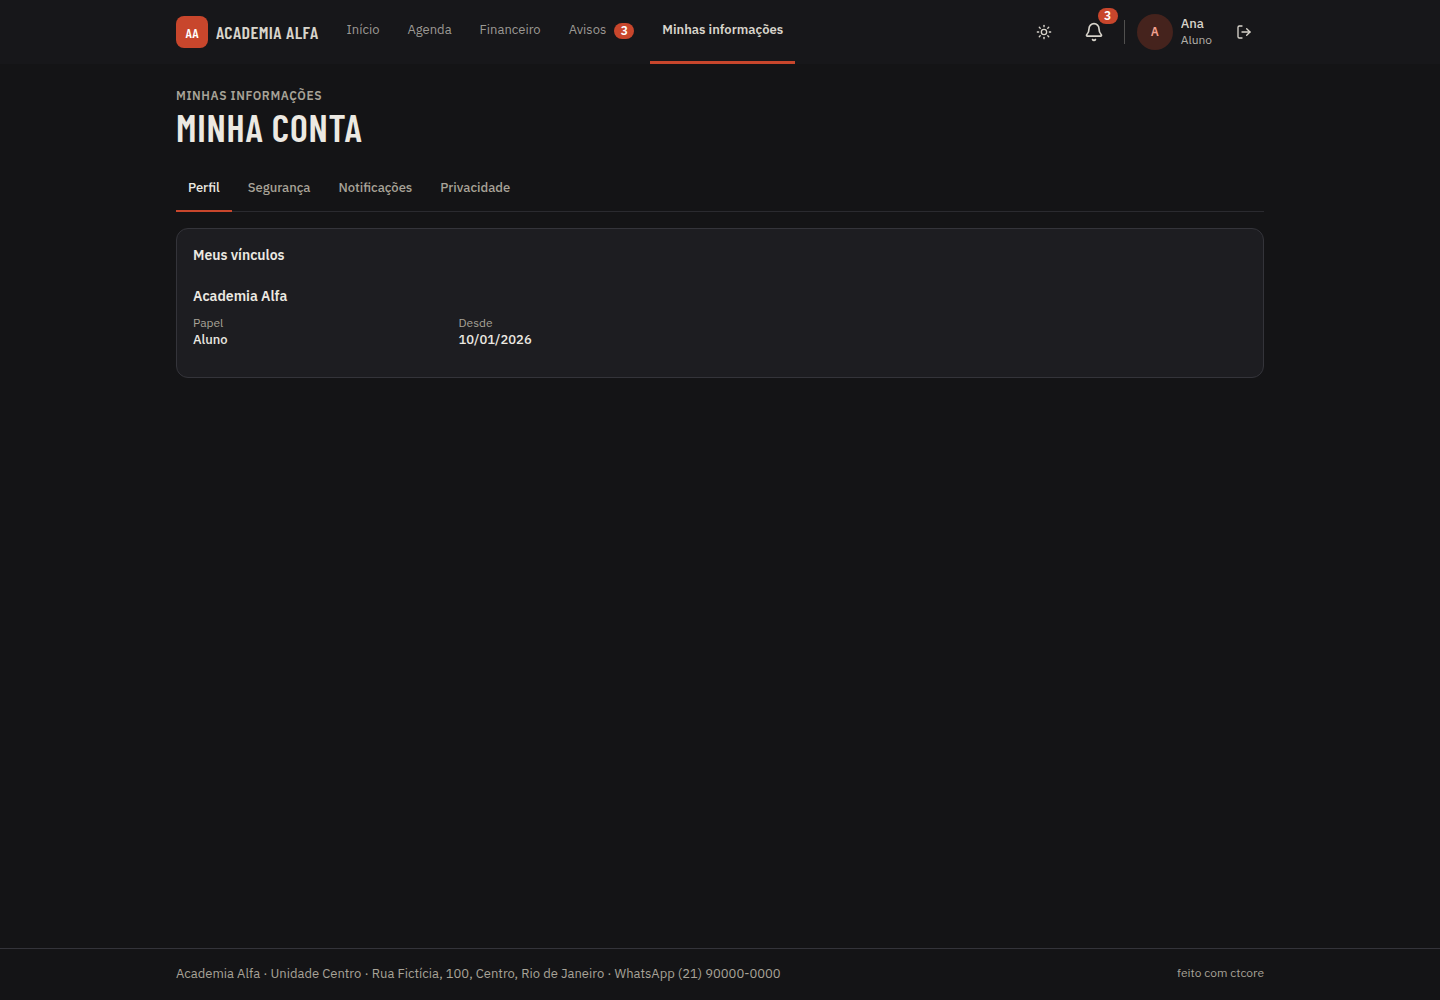 AA ACADEMIA ALFA Início Agenda Financeiro Avisos 3 Minhas informações 3 A Ana
Aluno
MINHAS INFORMAÇÕES
MINHA CONTA
Perfil Segurança Notificações Privacidade
Meus vínculos
Academia Alfa
Papel Desde
Aluno 10/01/2026
Academia Alfa · Unidade Centro · Rua Fictícia, 100, Centro, Rio de Janeiro · WhatsApp (21) 90000-0000 feito com ctcore